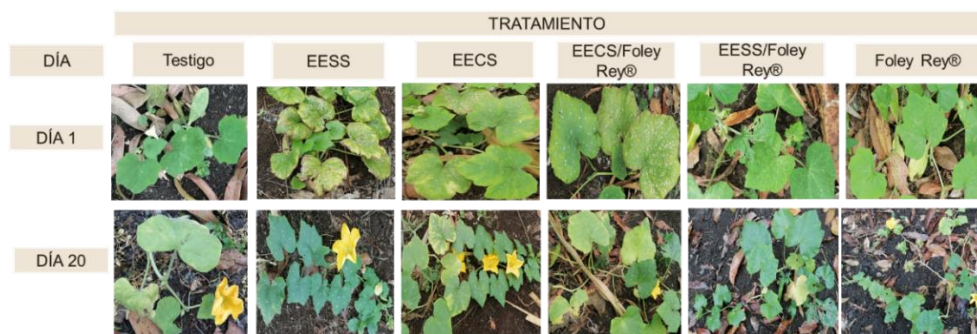 TRATAMIENTO
DÍA
Testigo
EESS
EECS
EECS/Foley
Rey®
EESS/Foley
Rey®
Foley Rey®
DÍA 1
DÍA 20